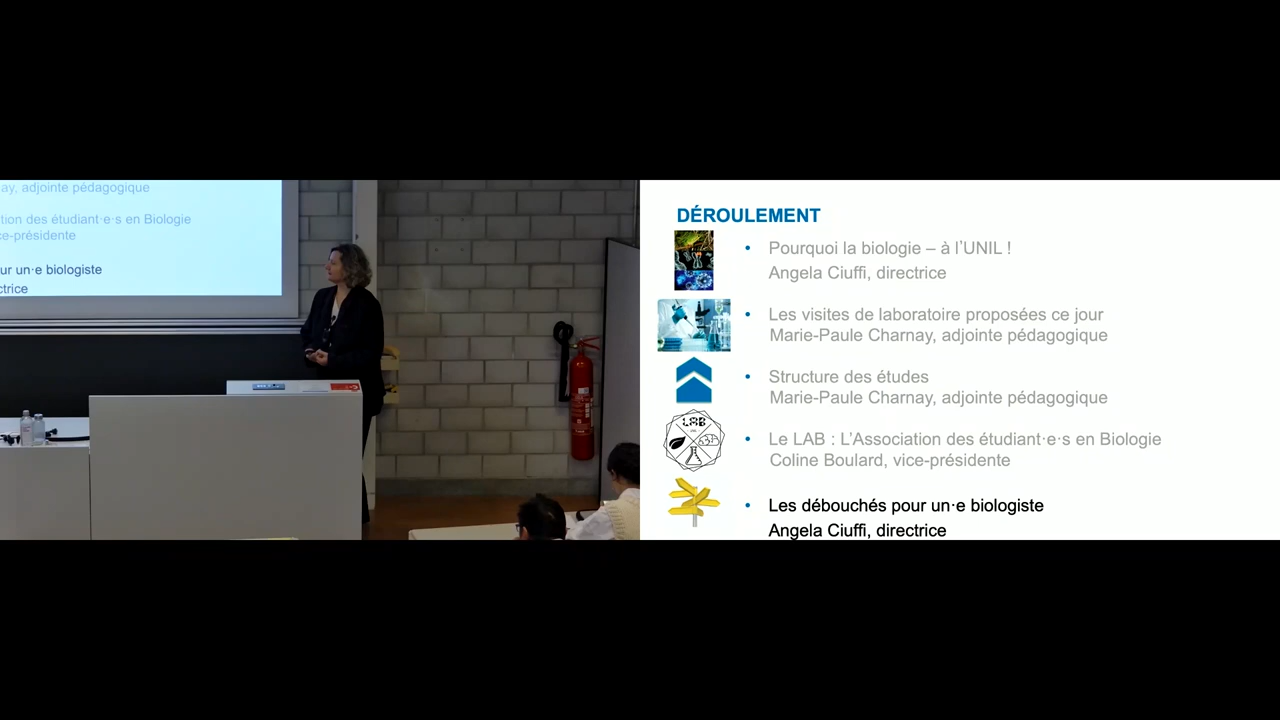 ay, adjointe pédagogique
tion des étudiant·e·s en Biologie
ce-présidente
ur un·e biologiste
ctrice
DÉROULEMENT
• Pourquoi la biologie – à l'UNIL !
Angela Ciuffi, directrice
• Les visites de laboratoire proposées ce jour
Marie-Paule Charnay, adjointe pédagogique
• Structure des études
Marie-Paule Charnay, adjointe pédagogique
LAB
• Le LAB : L'Association des étudiant·e·s en Biologie
Coline Boulard, vice-présidente
• Les débouchés pour un·e biologiste
Angela Ciuffi, directrice